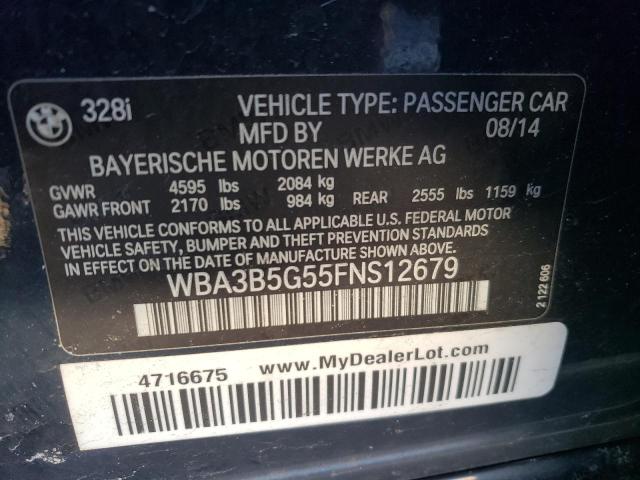 BMW 328i VEHICLE TYPE: PASSENGER CAR
MFD BY 08/14
BAYERISCHE MOTOREN WERKE AG
GVWR 4595 lbs 2084 kg
GAWR FRONT 2170 lbs 984 kg REAR 2555 lbs 1159 kg
THIS VEHICLE CONFORMS TO ALL APPLICABLE U.S. FEDERAL MOTOR
VEHICLE SAFETY, BUMPER AND THEFT PREVENTION STANDARDS
IN EFFECT ON THE DATE OF MANUFACTURE SHOWN ABOVE.
WBA3B5G55FNS12679
2 122 606
4716675 www.MyDealerLot.com